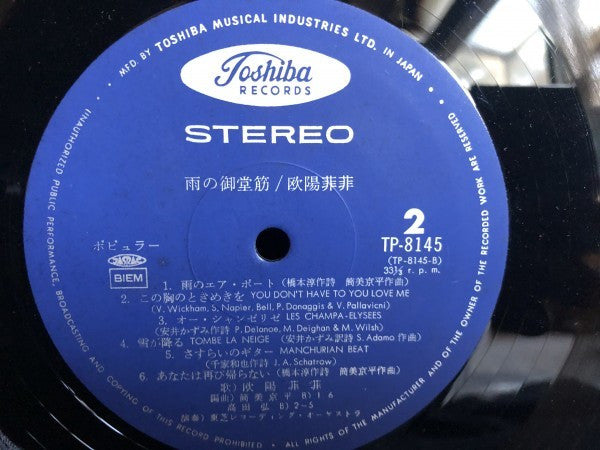 MFD. BY TOSHIBA MUSICAL INDUSTRIES LTD. IN JAPAN
Toshiba
RECORDS
STEREO
雨の御堂筋/欧陽菲菲
2
TP-8145
(TP-8145-B)
33⅓ r. p. m.
ポピュラー
JASRAC
BIEM
1. 雨のエア・ポート (橋本淳作詩 筒美京平作曲)
2. この胸のときめきを YOU DON'T HAVE TO YOU LOVE ME
(V. Wickham, S. Napier, Bell, P. Donaggis & V. Pallavicni)
3. オー・シャンゼリゼ LES CHAMPA-ELYSEES
(安井かずみ作詩 P. Delanoe, M. Deighan & M. Wilsh)
4. 雪が降る TOMBE LA NEIGE (安井かずみ訳詩 S. Adamo 作曲)
5. さすらいのギター MANCHURIAN BEAT
(千家和也作詩 J. A. Schatrow)
6. あなたは再び帰らない (橋本淳作詩 筒美京平作曲)
歌) 欧陽菲菲
編曲) 筒美京平 B) 1 6
高田弘 B) 2-5
演奏) 東芝レコーディング・オーケストラ
UNAUTHORIZED PUBLIC PERFORMANCE, BROADCASTING AND COPYING OF THIS RECORD PROHIBITED. ALL RIGHTS OF THE MANUFACTURER AND OF THE OWNER OF THE RECORDED WORK ARE RESERVED